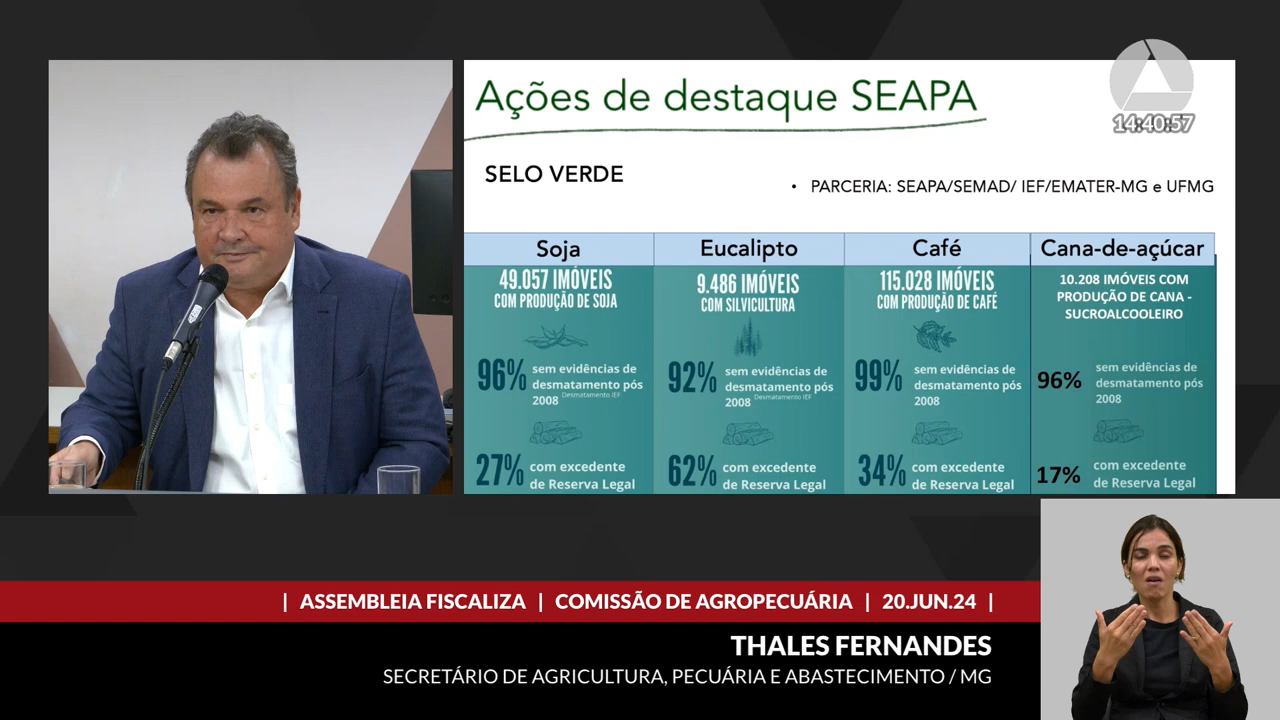 Ações de destaque SEAPA
14:40:57
SELO VERDE
• PARCERIA: SEAPA/SEMAD/ IEF/EMATER-MG e UFMG
Soja
49.057 IMÓVEIS
COM PRODUÇÃO DE SOJA
96% sem evidências de
desmatamento pós
2008 Desmatamento IEF
27% com excedente
de Reserva Legal
Eucalipto
9.486 IMÓVEIS
COM SILVICULTURA
92% sem evidências de
desmatamento pós
2008 Desmatamento IEF
62% com excedente
de Reserva Legal
Café
115.028 IMÓVEIS
COM PRODUÇÃO DE CAFÉ
99% sem evidências de
desmatamento pós
2008
34% com excedente
de Reserva Legal
Cana-de-açúcar
10.208 IMÓVEIS COM
PRODUÇÃO DE CANA -
SUCROALCOOLEIRO
96% sem evidências de
desmatamento pós
2008
17% com excedente
de Reserva Legal
| ASSEMBLEIA FISCALIZA | COMISSÃO DE AGROPECUÁRIA | 20.JUN.24 |
THALES FERNANDES
SECRETÁRIO DE AGRICULTURA, PECUÁRIA E ABASTECIMENTO / MG